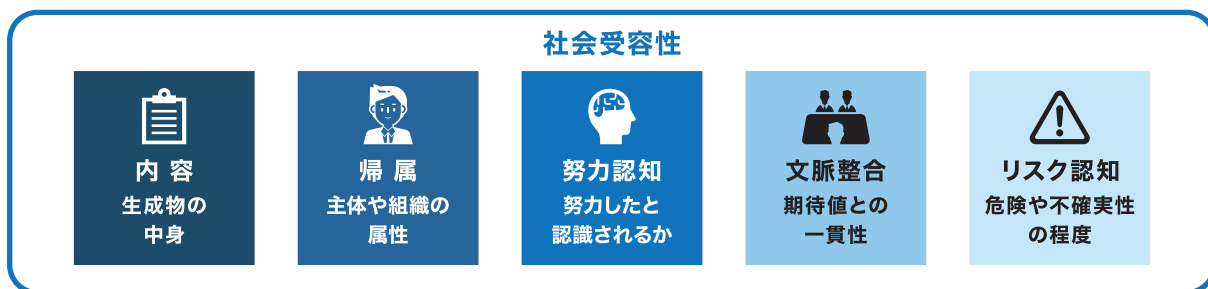 社会受容性
内 容
生成物の
中身
帰 属
主体や組織の
属性
努力認知
努力したと
認識されるか
文脈整合
期待値との
一貫性
リスク認知
危険や不確実性
の程度